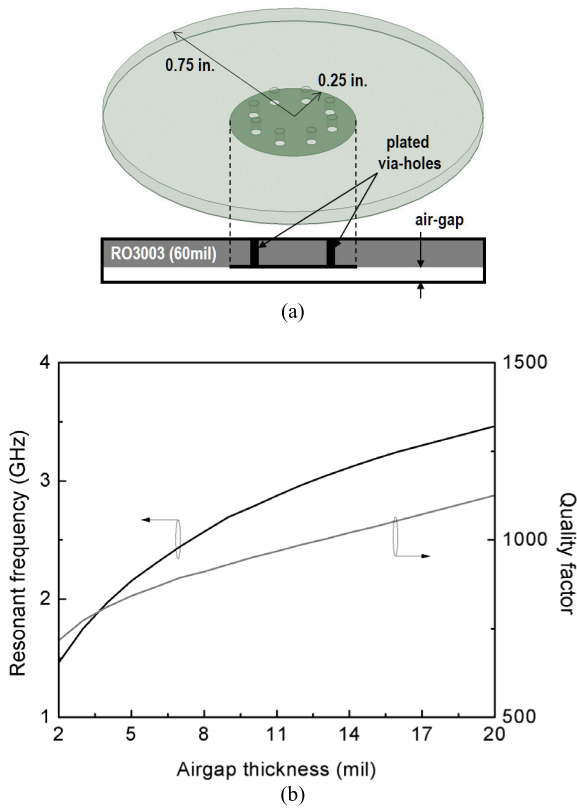 0.75 in.
0.25 in.
plated
via-holes
air-gap
RO3003 (60mil)
(a)
4
3
2
1
Resonant frequency (GHz)
1500
1000
500
Quality factor
2 5 8 11 14 17 20
Airgap thickness (mil)
(b)